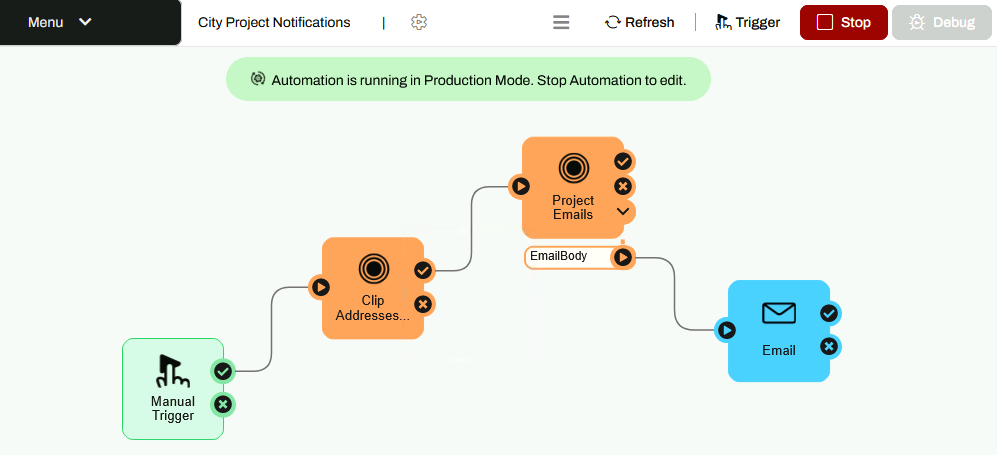 Menu
City Project Notifications
|
Refresh
Trigger
Stop
Debug
Automation is running in Production Mode. Stop Automation to edit.
Project
Emails
EmailBody
Clip
Addresses...
Email
Manual
Trigger